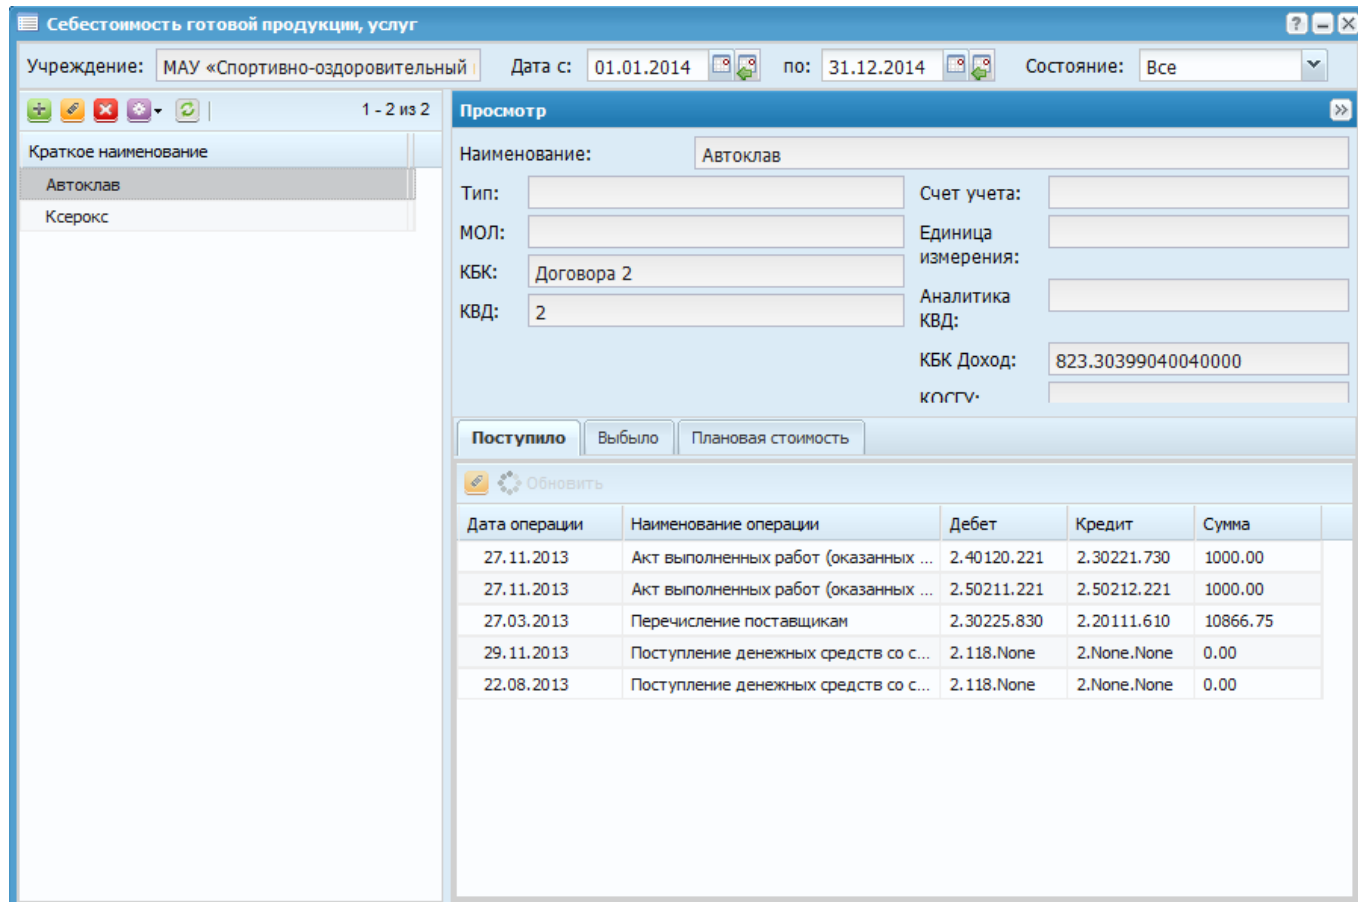 Себестоимость готовой продукции, услуг
Учреждение: МАУ «Спортивно-оздоровительный Дата с: 01.01.2014 по: 31.12.2014 Состояние: Все
1 - 2 из 2
Краткое наименование
Автоклав
Ксерокс
Просмотр
Наименование: Автоклав
Тип:
МОЛ:
КБК: Договора 2
КВД: 2
Счет учета:
Единица
измерения:
Аналитика
КВД:
КБК Доход: 823.30399040040000
КОСГУ:
Поступило Выбыло Плановая стоимость
Обновить
Дата операции Наименование операции Дебет Кредит Сумма
27.11.2013 Акт выполненных работ (оказанных ... 2.40120.221 2.30221.730 1000.00
27.11.2013 Акт выполненных работ (оказанных ... 2.50211.221 2.50212.221 1000.00
27.03.2013 Перечисление поставщикам 2.30225.830 2.20111.610 10866.75
29.11.2013 Поступление денежных средств со с... 2.118.None 2.None.None 0.00
22.08.2013 Поступление денежных средств со с... 2.118.None 2.None.None 0.00